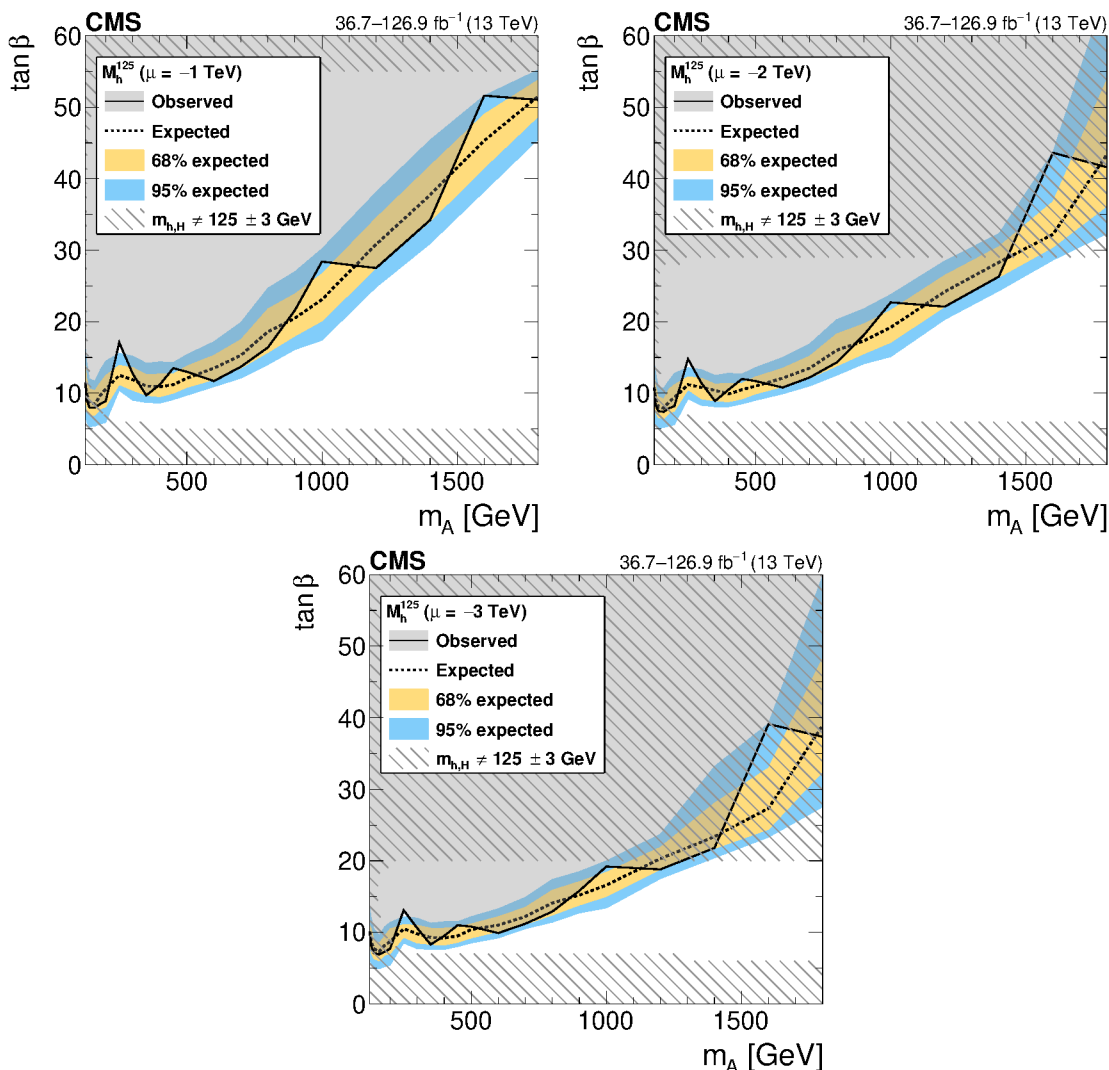 CMS
36.7–126.9 fb⁻¹ (13 TeV)
tan β
60
50
40
30
20
10
0
M_h^125 (μ = −1 TeV)
Observed
Expected
68% expected
95% expected
m_h,H ≠ 125 ± 3 GeV
500
1000
1500
m_A [GeV]
CMS
36.7–126.9 fb⁻¹ (13 TeV)
tan β
60
50
40
30
20
10
0
M_h^125 (μ = −2 TeV)
Observed
Expected
68% expected
95% expected
m_h,H ≠ 125 ± 3 GeV
500
1000
1500
m_A [GeV]
CMS
36.7–126.9 fb⁻¹ (13 TeV)
tan β
60
50
40
30
20
10
0
M_h^125 (μ = −3 TeV)
Observed
Expected
68% expected
95% expected
m_h,H ≠ 125 ± 3 GeV
500
1000
1500
m_A [GeV]